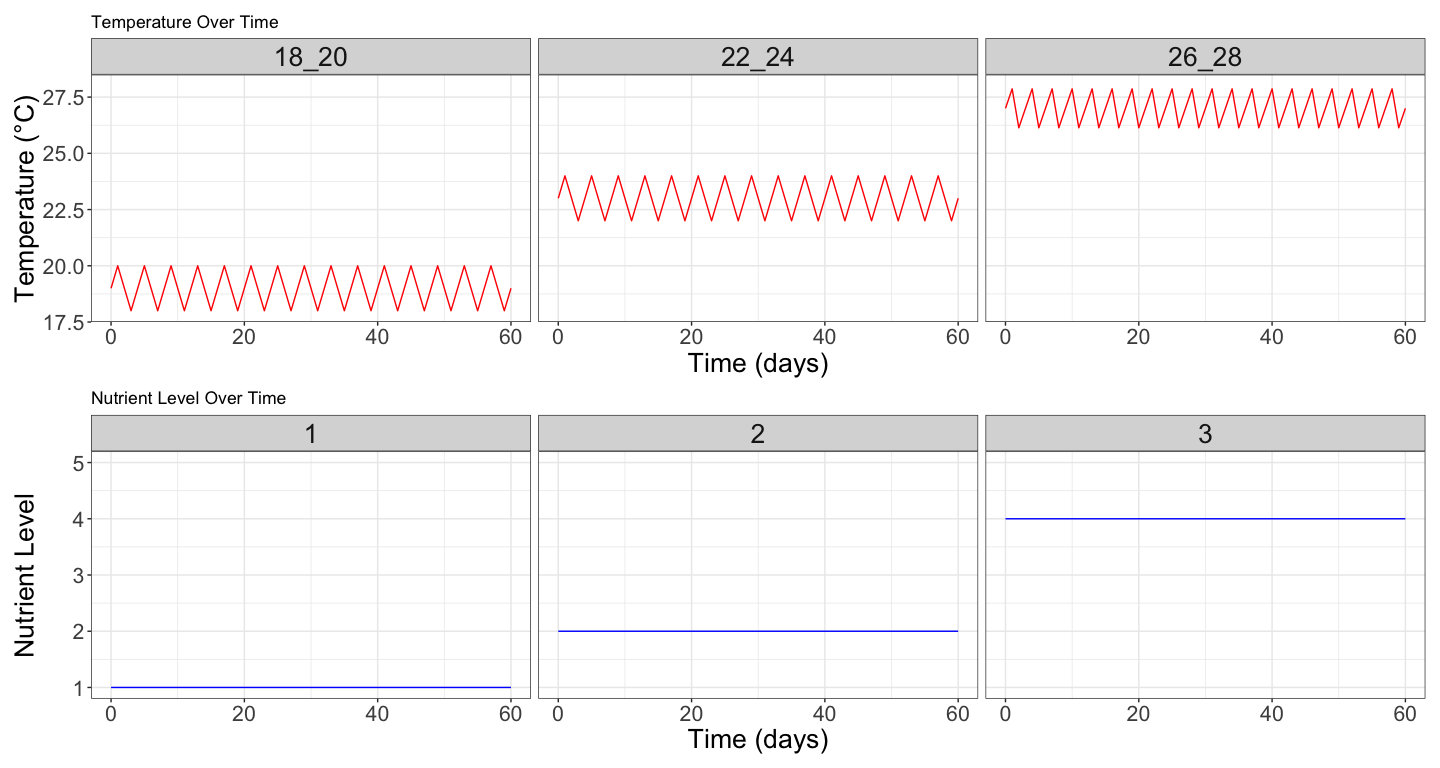 Temperature Over Time
18_20 22_24 26_28
Temperature (°C)
27.5
25.0
22.5
20.0
17.5
0 20 40 60 0 20 40 60 0 20 40 60
Time (days)
Nutrient Level Over Time
1 2 3
Nutrient Level
5
4
3
2
1
0 20 40 60 0 20 40 60 0 20 40 60
Time (days)